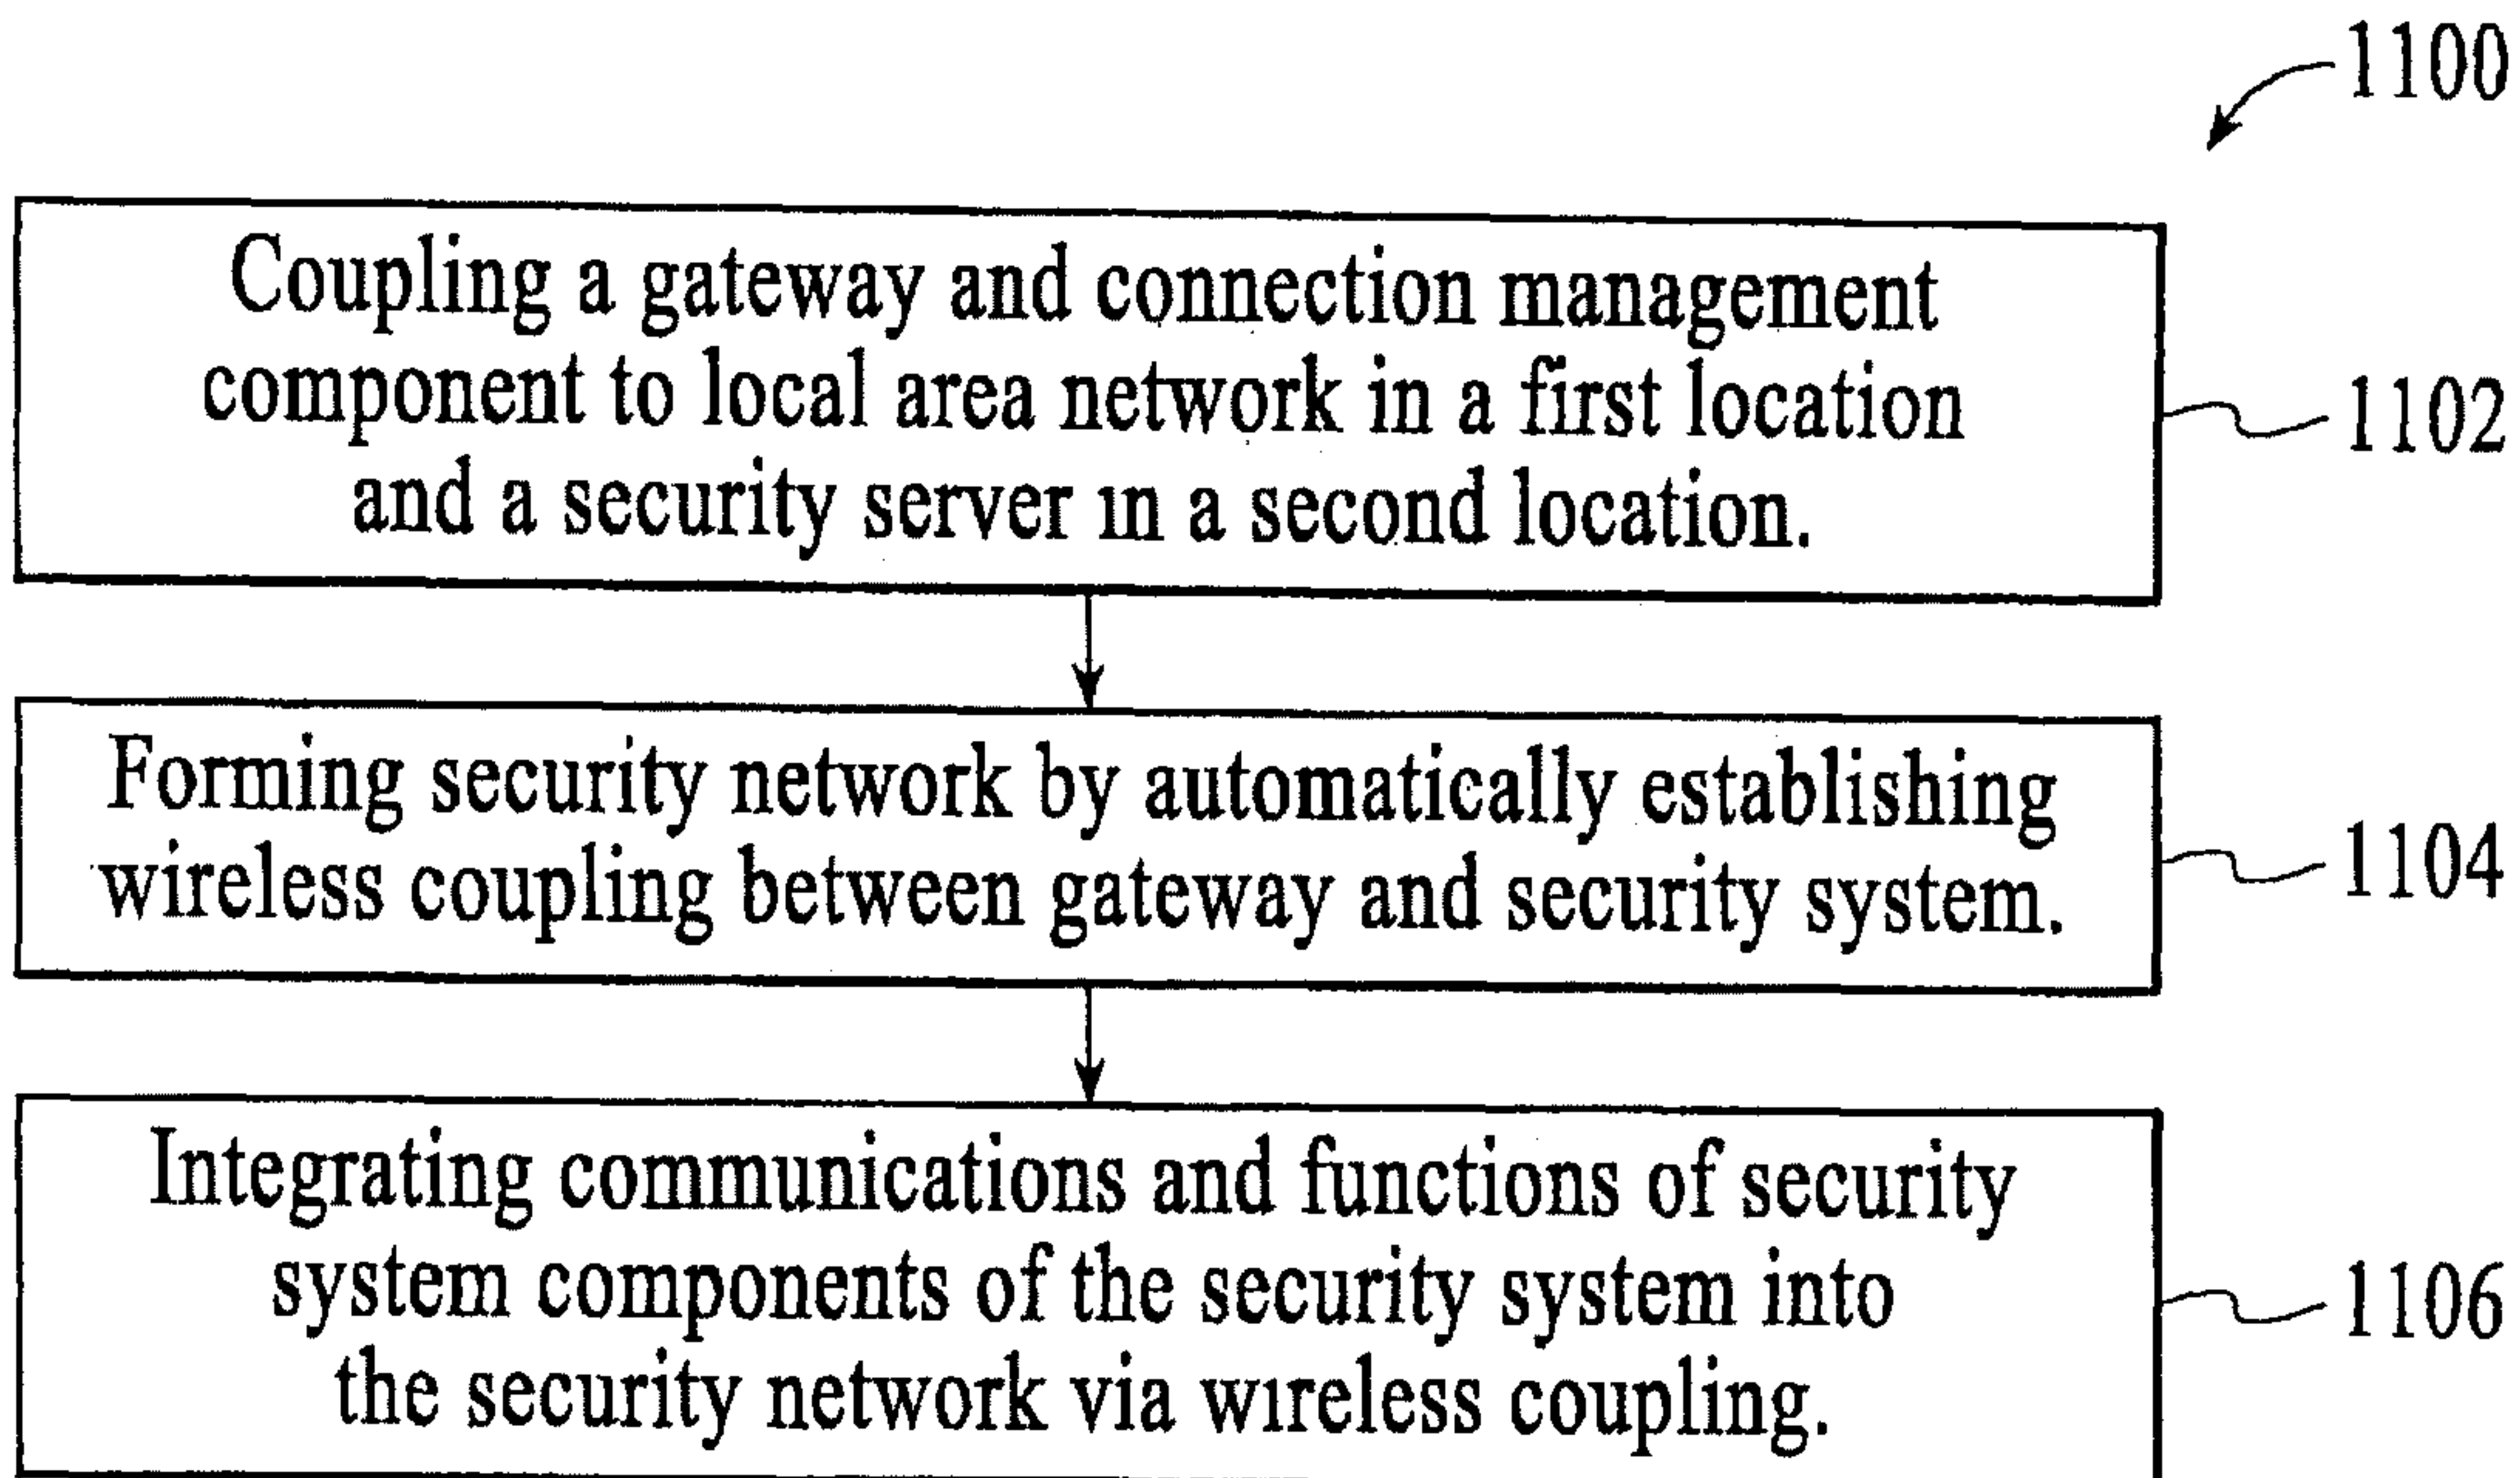 1100
Coupling a gateway and connection management
component to local area network in a first location
and a security server in a second location.
1102
Forming security network by automatically establishing
wireless coupling between gateway and security system.
1104
Integrating communications and functions of security
system components of the security system into
the security network via wireless coupling.
1106